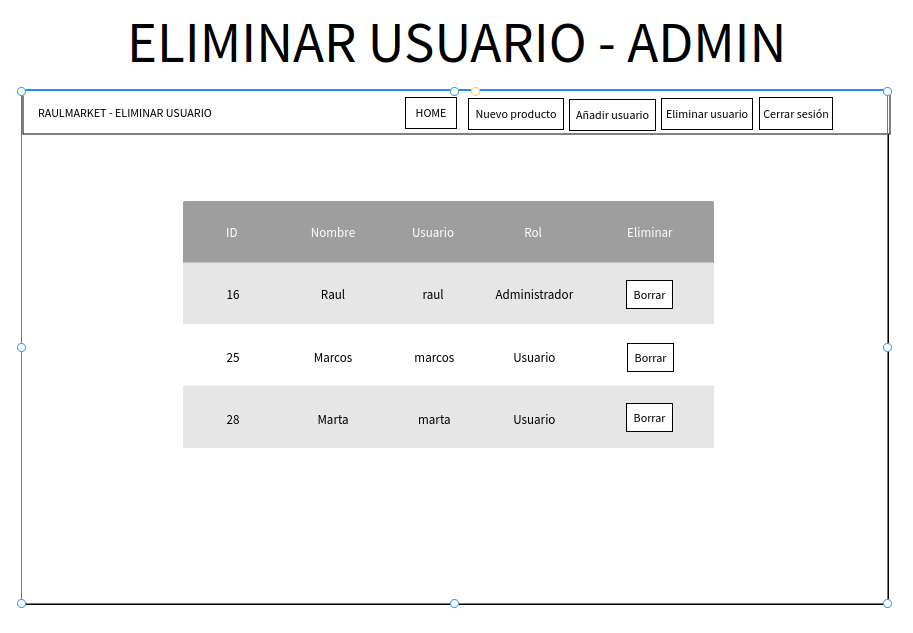 ELIMINAR USUARIO - ADMIN
RAULMARKET - ELIMINAR USUARIO HOME Nuevo producto Añadir usuario Eliminar usuario Cerrar sesión
ID Nombre Usuario Rol Eliminar
16 Raul raul Administrador Borrar
25 Marcos marcos Usuario Borrar
28 Marta marta Usuario Borrar